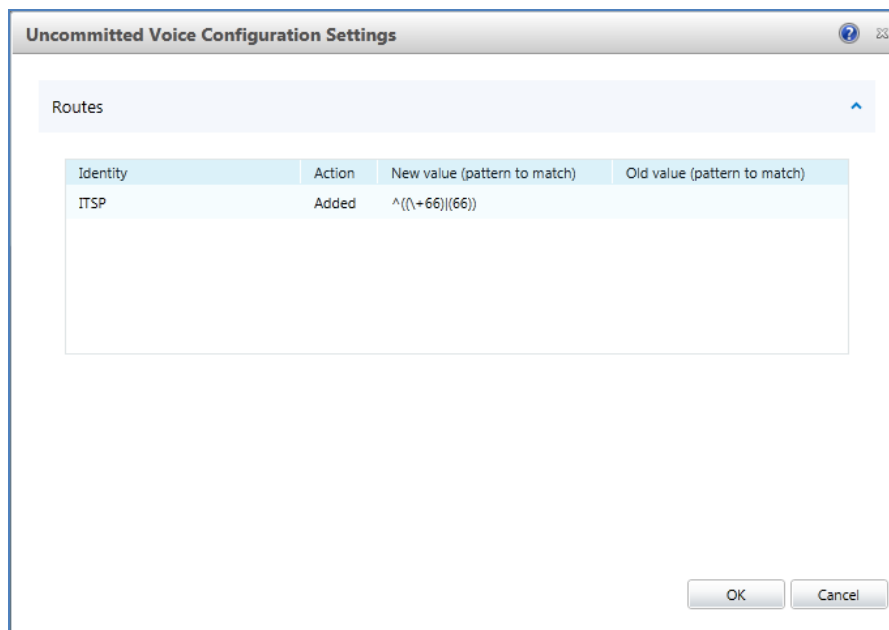 Uncommitted Voice Configuration Settings
Routes
Identity Action New value (pattern to match) Old value (pattern to match)
ITSP Added ^((\+66)|(66))
OK Cancel